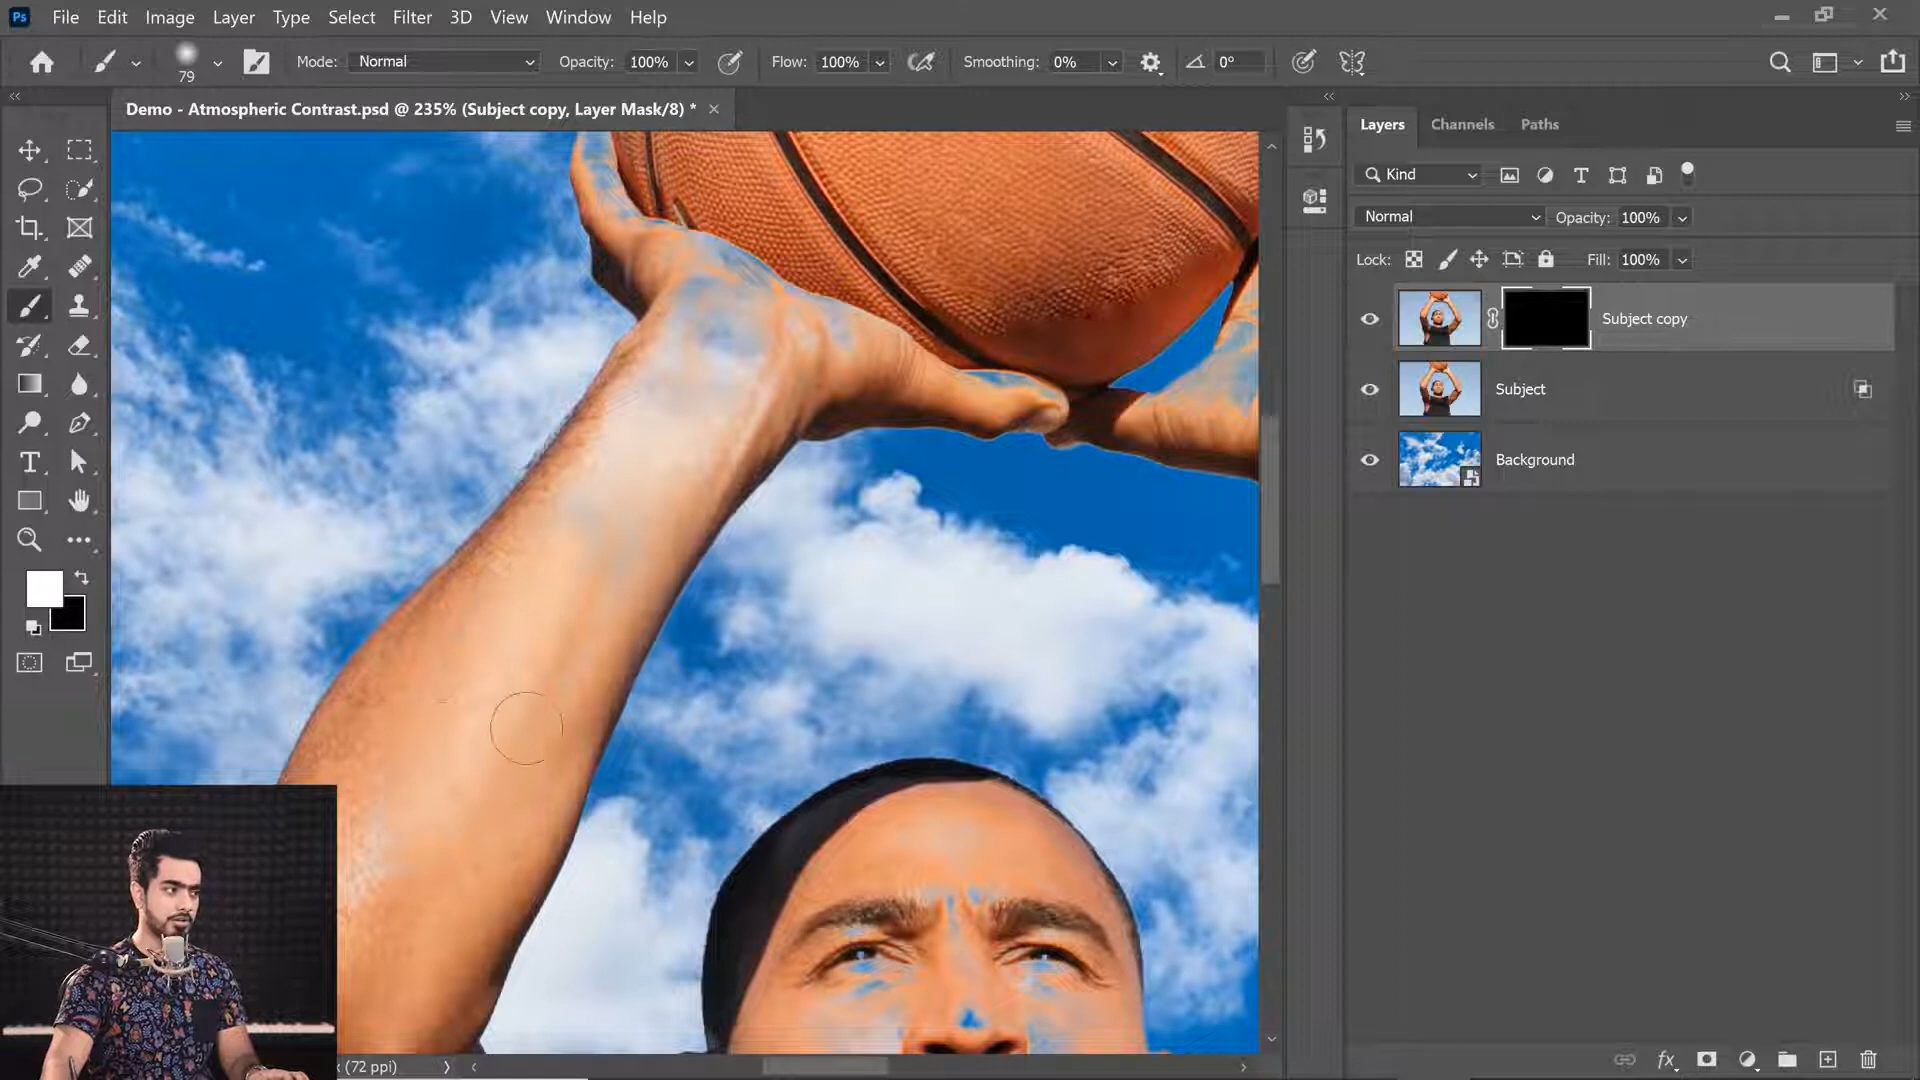 Ps File Edit Image Layer Type Select Filter 3D View Window Help
79 Mode: Normal Opacity: 100% Flow: 100% Smoothing: 0% 0°
Demo - Atmospheric Contrast.psd @ 235% (Subject copy, Layer Mask/8) *
Layers Channels Paths
Kind
Normal Opacity: 100%
Lock: Fill: 100%
Subject copy
Subject
Background
(72 ppi)
fx